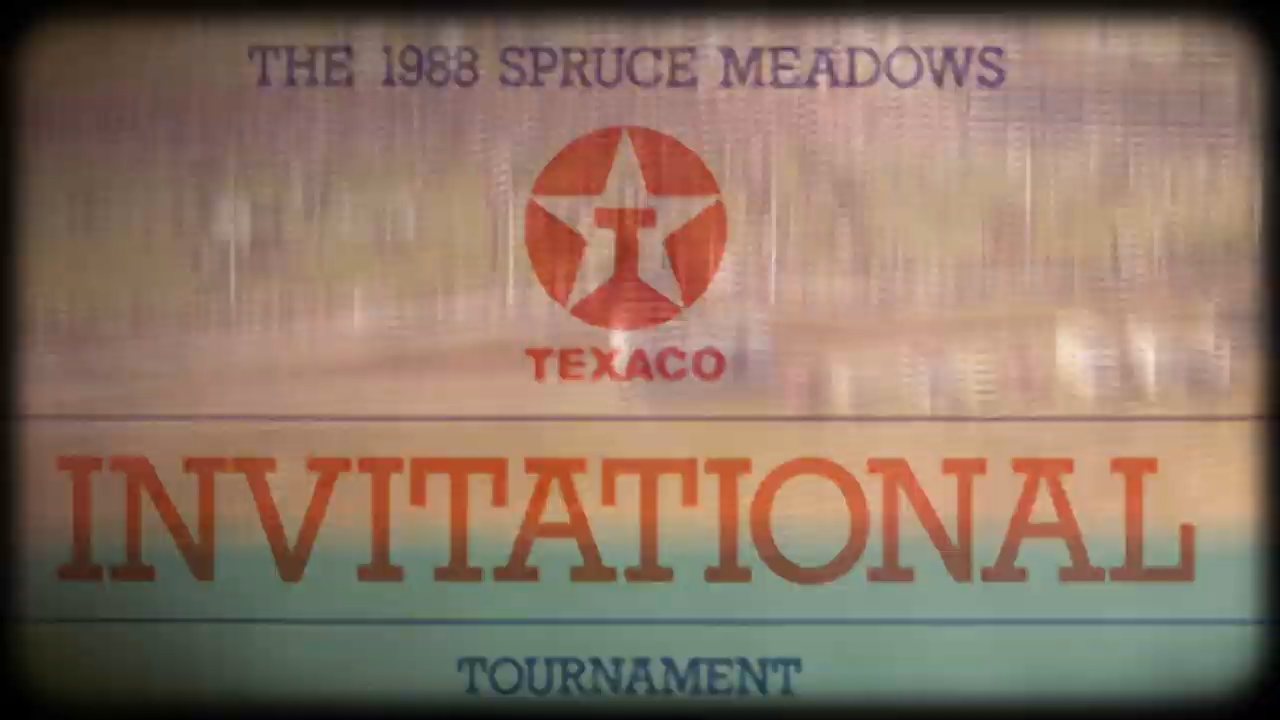 THE 1988 SPRUCE MEADOWS
T
TEXACO
INVITATIONAL
TOURNAMENT